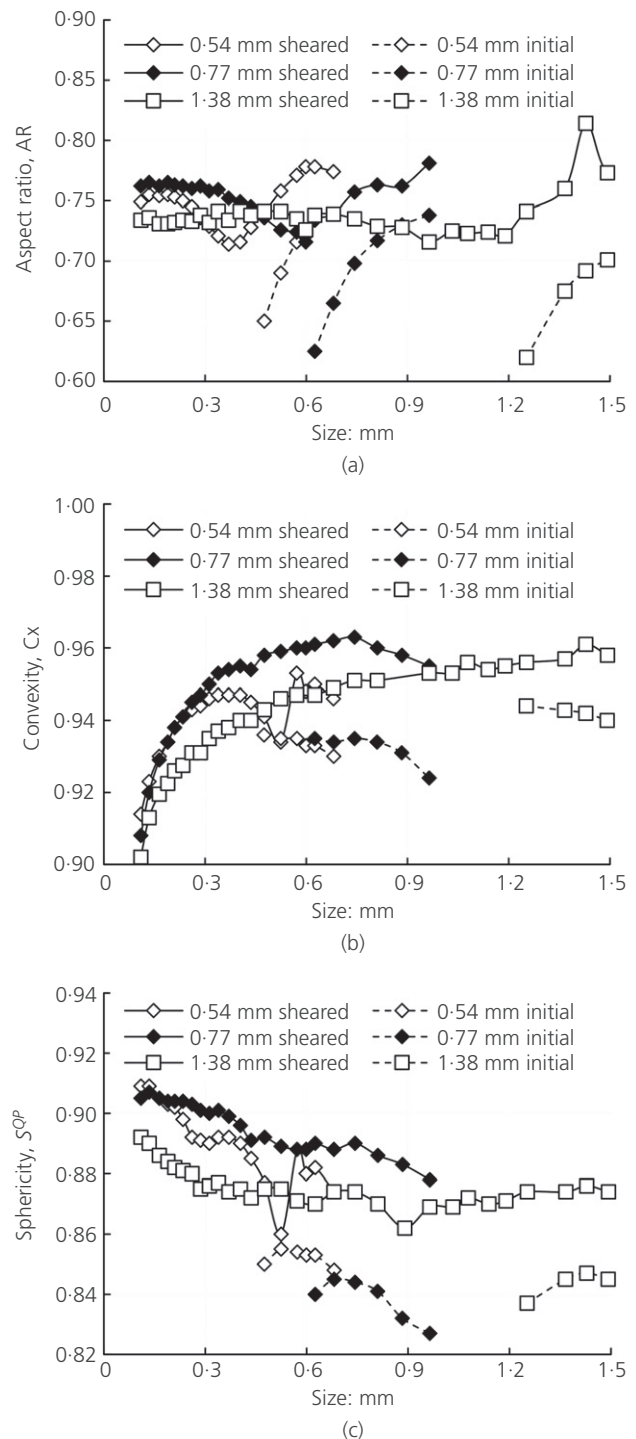 0·90
0·85
0·80
0·75
0·70
0·65
0·60
Aspect ratio, AR
0·54 mm sheared
0·77 mm sheared
1·38 mm sheared
0·54 mm initial
0·77 mm initial
1·38 mm initial
0
0·3
0·6
0·9
1·2
1·5
Size: mm
(a)
1·00
0·98
0·96
0·94
0·92
0·90
Convexity, Cx
0·54 mm sheared
0·77 mm sheared
1·38 mm sheared
0·54 mm initial
0·77 mm initial
1·38 mm initial
0
0·3
0·6
0·9
1·2
1·5
Size: mm
(b)
0·94
0·92
0·90
0·88
0·86
0·84
0·82
Sphericity, S^QP
0·54 mm sheared
0·77 mm sheared
1·38 mm sheared
0·54 mm initial
0·77 mm initial
1·38 mm initial
0
0·3
0·6
0·9
1·2
1·5
Size: mm
(c)